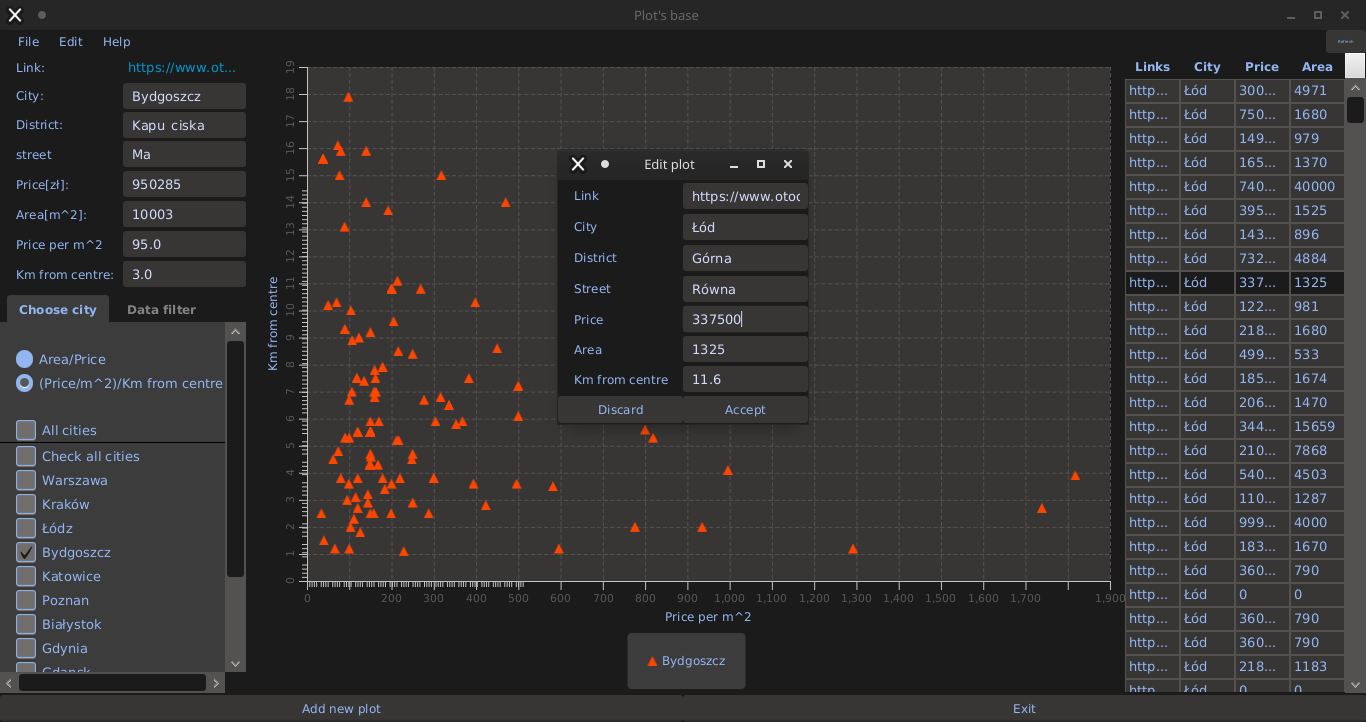 Plot's base
File Edit Help
Refresh
Link: https://www.ot...
City: Bydgoszcz
District: Kapu ciska
street Ma
Price[zł]: 950285
Area[m^2]: 10003
Price per m^2 95.0
Km from centre: 3.0
Choose city Data filter
Area/Price
(Price/m^2)/Km from centre
All cities
Check all cities
Warszawa
Kraków
Łódz
Bydgoszcz
Katowice
Poznan
Białystok
Gdynia
Gdansk
Km from centre
19
18
17
16
15
14
13
12
11
10
9
8
7
6
5
4
3
2
1
0
0 200 300 400 500 600 700 800 900 1,000 1,100 1,200 1,300 1,400 1,500 1,600 1,700 1,900
Price per m^2
Bydgoszcz
Edit plot
Link https://www.otod
City Łód
District Górna
Street Równa
Price 337500
Area 1325
Km from centre 11.6
Discard Accept
Links City Price Area
http... Łód 300... 4971
http... Łód 750... 1680
http... Łód 149... 979
http... Łód 165... 1370
http... Łód 740... 40000
http... Łód 395... 1525
http... Łód 143... 896
http... Łód 732... 4884
http... Łód 337... 1325
http... Łód 122... 981
http... Łód 218... 1680
http... Łód 499... 533
http... Łód 185... 1674
http... Łód 206... 1470
http... Łód 344... 15659
http... Łód 210... 7868
http... Łód 540... 4503
http... Łód 110... 1287
http... Łód 999... 4000
http... Łód 183... 1670
http... Łód 360... 790
http... Łód 0 0
http... Łód 360... 790
http... Łód 360... 790
http... Łód 218... 1183
http... Łód 0 0
Add new plot Exit